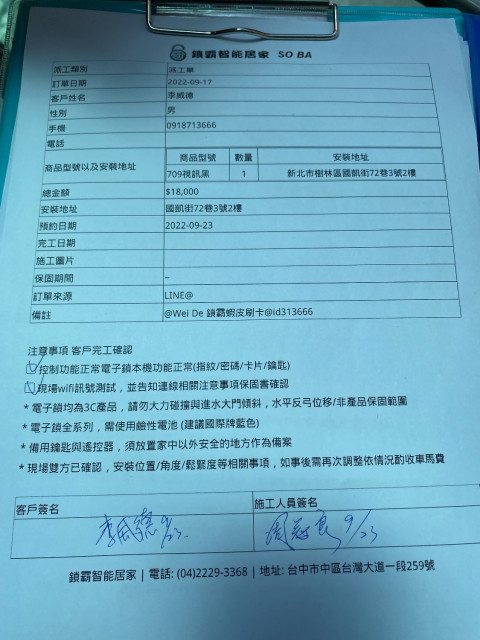 鎖霸智能居家 SO BA
派工類別 派工單
訂單日期 2022-09-17
客戶姓名 李威德
性別 男
手機 0918713666
電話
商品型號以及安裝地址
商品型號 數量 安裝地址
709視訊黑 1 新北市樹林區國凱街72巷3號2樓
總金額 $18,000
安裝地址 國凱街72巷3號2樓
預約日期 2022-09-23
完工日期
施工圖片
保固期間 –
訂單來源 LINE@
備註 @Wei De 鎖霸蝦皮刷卡@id313666
注意事項 客戶完工確認
控制功能正常電子鎖本機功能正常(指紋/密碼/卡片/鑰匙)
現場wifi訊號測試，並告知連線相關注意事項保固書確認
* 電子鎖均為3C產品，請勿大力碰撞與進水大門傾斜，水平反弓位移/非產品保固範圍
* 電子鎖全系列，需使用鹼性電池 (建議國際牌藍色)
* 備用鑰匙與遙控器，須放置家中以外安全的地方作為備案
* 現場雙方已確認，安裝位置/角度/鬆緊度等相關事項，如事後需再次調整依情況酌收車馬費
客戶簽名 施工人員簽名
李威德 9/23 9/23
鎖霸智能居家 | 電話: (04)2229-3368 | 地址: 台中市中區台灣大道一段259號